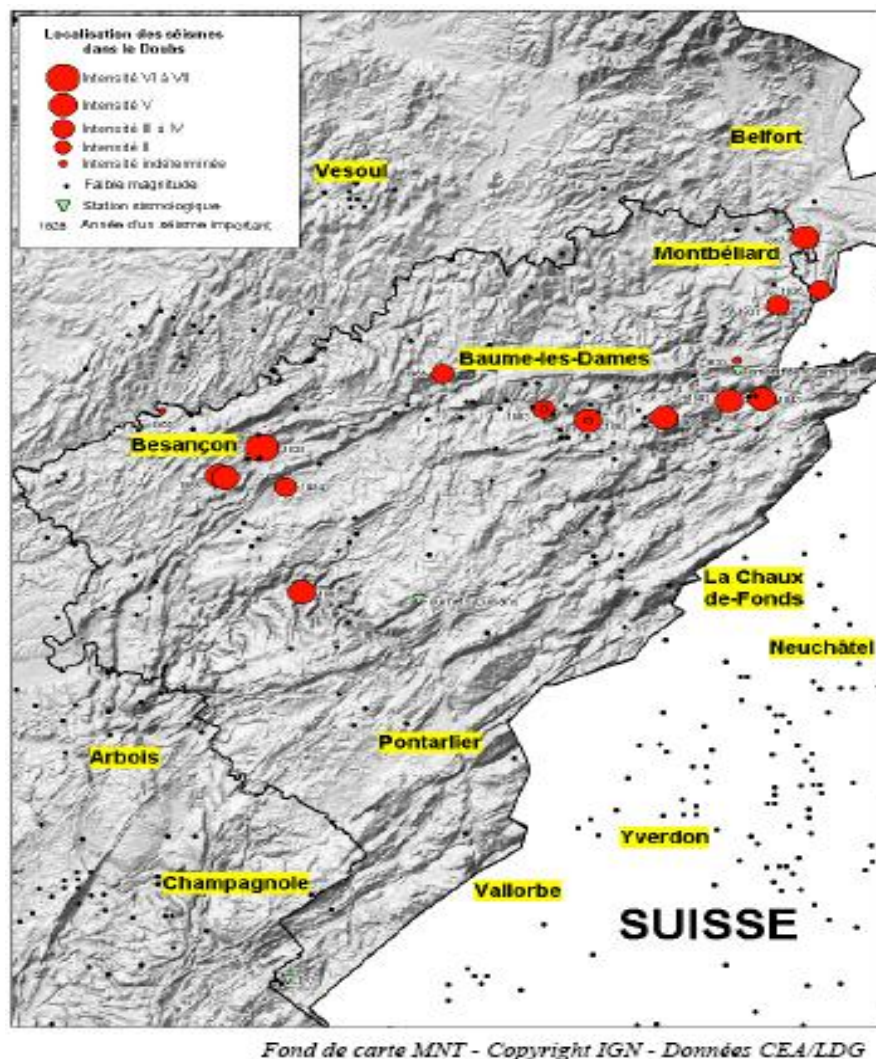 Localisation des séismes
dans le Doubs
Intensité VI à VII
Intensité V
Intensité III à IV
Intensité II
Intensité indéterminée
Faible magnitude
Station sismologique
Année d'un séisme important
Belfort
Vesoul
Montbéliard
Baume-les-Dames
Besançon
La Chaux
de-Fonds
Neuchâtel
Arbois
Pontarlier
Yverdon
Champagnole
Vallorbe
SUISSE
Fond de carte MNT - Copyright IGN - Données CEA/LDG